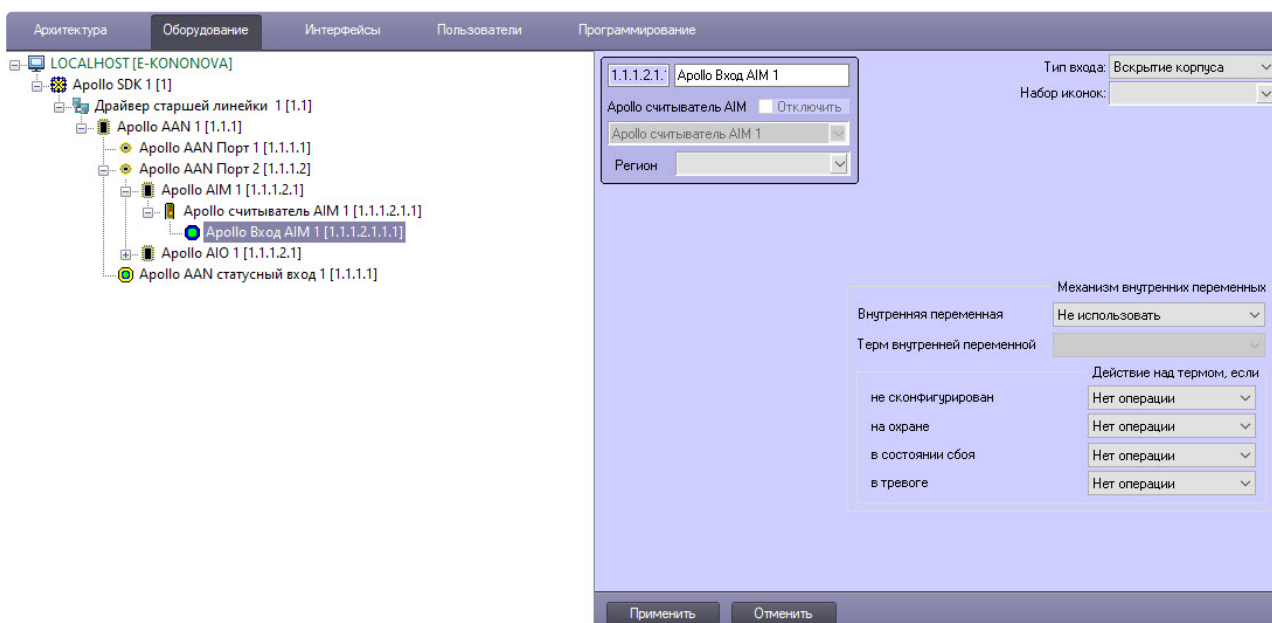 Архитектура Оборудование Интерфейсы Пользователи Программирование
LOCALHOST [E-KONONOVA]
Apollo SDK 1 [1]
Драйвер старшей линейки 1 [1.1]
Apollo AAN 1 [1.1.1]
Apollo AAN Порт 1 [1.1.1.1]
Apollo AAN Порт 2 [1.1.1.2]
Apollo AIM 1 [1.1.1.2.1]
Apollo считыватель AIM 1 [1.1.1.2.1.1]
Apollo Вход AIM 1 [1.1.1.2.1.1.1]
Apollo AIO 1 [1.1.1.2.1]
Apollo AAN статусный вход 1 [1.1.1.1]
1.1.1.2.1. Apollo Вход AIM 1
Apollo считыватель AIM Отключить
Apollo считыватель AIM 1
Регион
Тип входа: Вскрытие корпуса
Набор иконок:
Механизм внутренних переменных
Внутренняя переменная Не использовать
Терм внутренней переменной
Действие над термом, если
не сконфигурирован Нет операции
на охране Нет операции
в состоянии сбоя Нет операции
в тревоге Нет операции
Применить Отменить